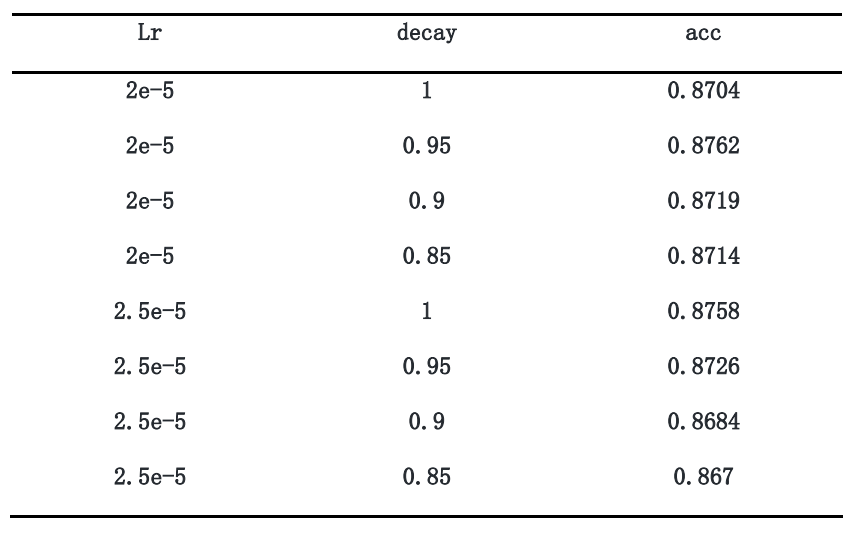 Lr decay acc
2e-5 1 0.8704
2e-5 0.95 0.8762
2e-5 0.9 0.8719
2e-5 0.85 0.8714
2.5e-5 1 0.8758
2.5e-5 0.95 0.8726
2.5e-5 0.9 0.8684
2.5e-5 0.85 0.867